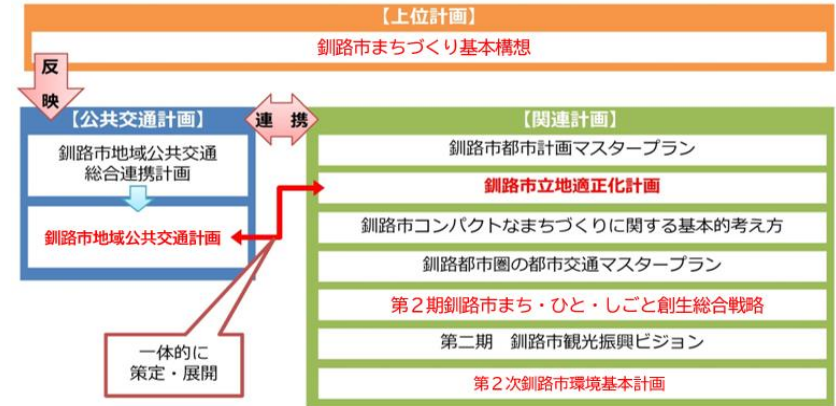 【上位計画】
釧路市まちづくり基本構想
反
映
【公共交通計画】
釧路市地域公共交通
総合連携計画
釧路市地域公共交通計画
連 携
【関連計画】
釧路市都市計画マスタープラン
釧路市立地適正化計画
釧路市コンパクトなまちづくりに関する基本的考え方
釧路都市圏の都市交通マスタープラン
第2期釧路市まち・ひと・しごと創生総合戦略
第二期 釧路市観光振興ビジョン
第2次釧路市環境基本計画
一体的に
策定・展開